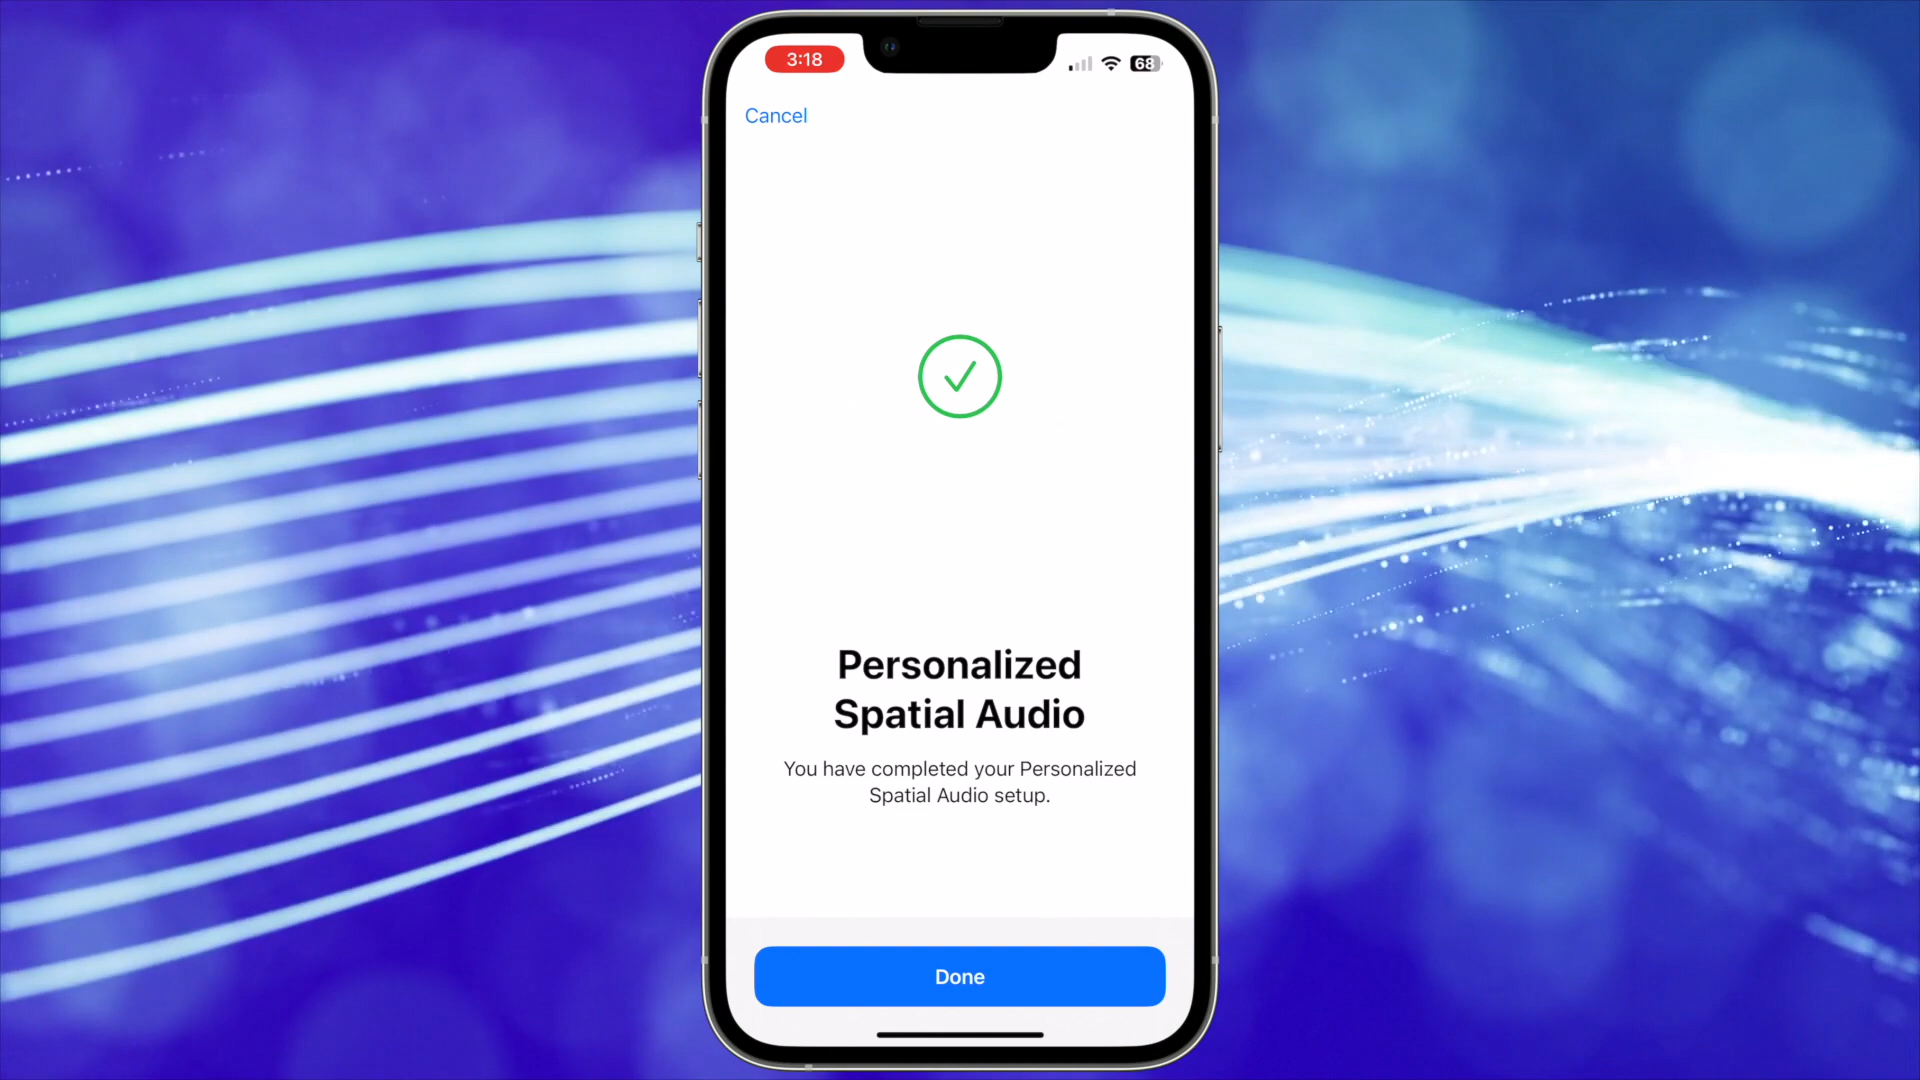 3:18
68
Cancel
Personalized
Spatial Audio
You have completed your Personalized
Spatial Audio setup.
Done